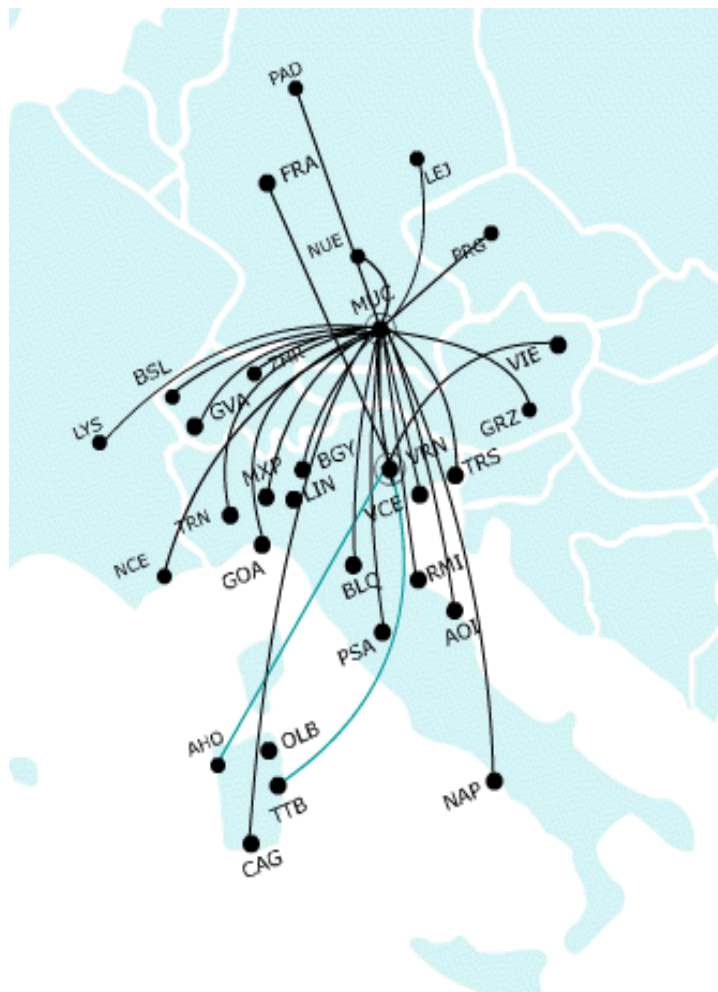 PAD
FRA
LEJ
NUE
PRG
MUC
ZHR
BSL
VIE
GVA
LYS
GRZ
BGY
VRN
TRS
MXP
LIN
VCE
TRN
NCE
GOA
BLQ
RMI
PSA
AOI
AHO
OLB
TTB
NAP
CAG